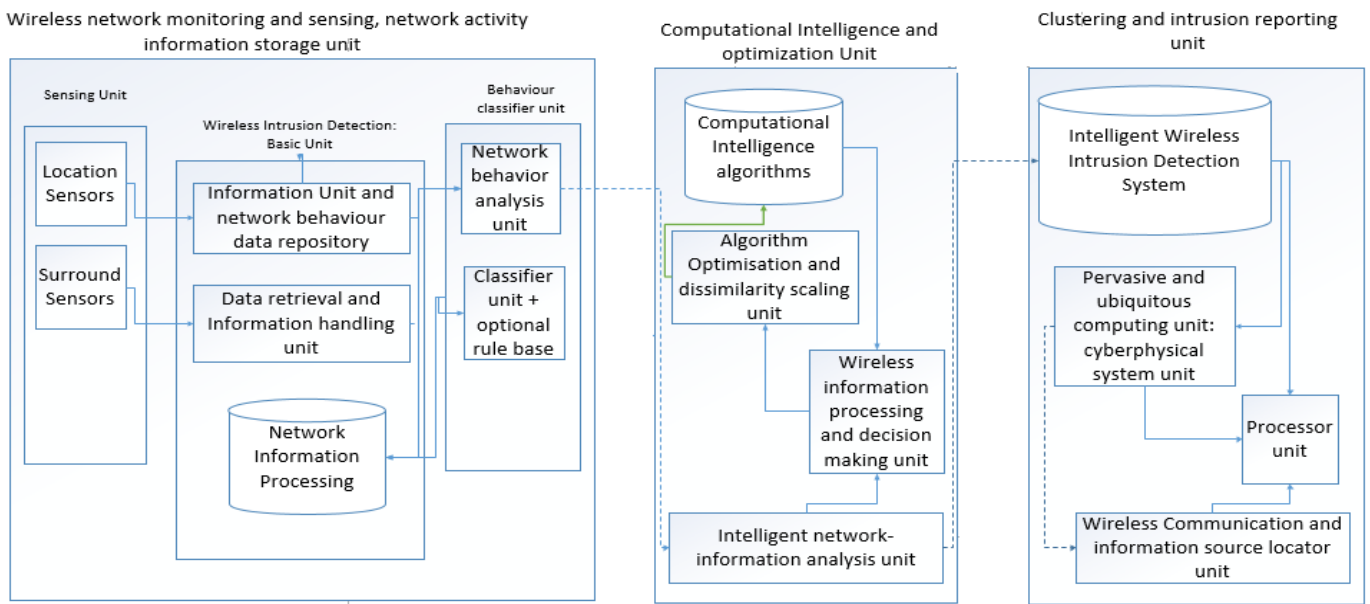 Wireless network monitoring and sensing, network activity
information storage unit
Sensing Unit
Location
Sensors
Surround
Sensors
Wireless Intrusion Detection:
Basic Unit
Information Unit and
network behaviour
data repository
Data retrieval and
Information handling
unit
Network
Information
Processing
Behaviour
classifier unit
Network
behavior
analysis
unit
Classifier
unit +
optional
rule base
Computational Intelligence and
optimization Unit
Computational
Intelligence
algorithms
Algorithm
Optimisation and
dissimilarity scaling
unit
Wireless
information
processing
and decision
making unit
Intelligent network-
information analysis unit
Clustering and intrusion reporting
unit
Intelligent Wireless
Intrusion Detection
System
Pervasive and
ubiquitous
computing unit:
cyberphysical
system unit
Processor
unit
Wireless Communication and
information source locator
unit